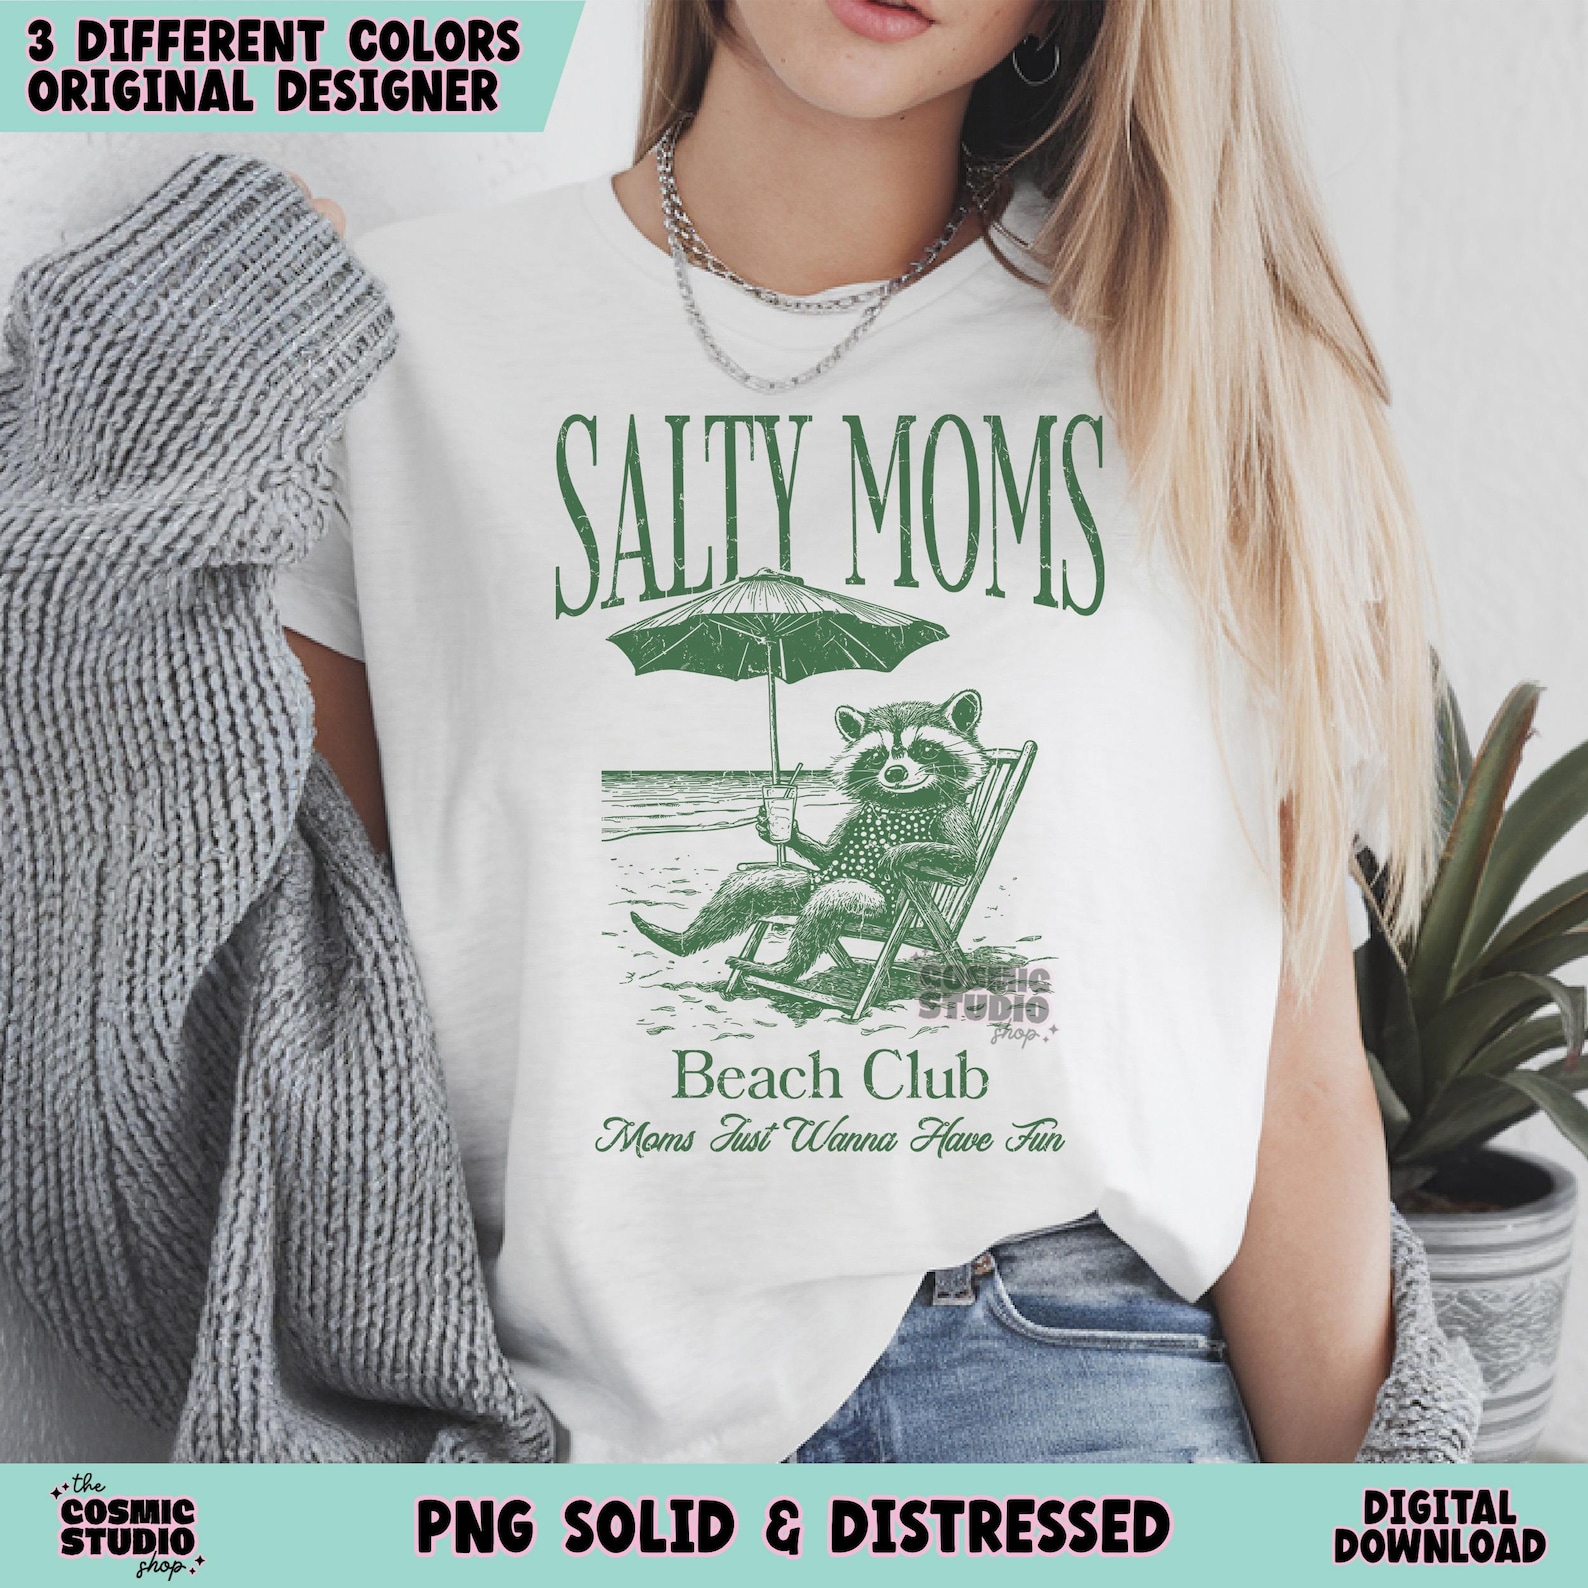 3 DIFFERENT COLORS
ORIGINAL DESIGNER
SALTY MOMS
COSMIC
STUDIO
shop
Beach Club
Moms Just Wanna Have Fun
the
COSMIC
STUDIO
shop
PNG SOLID & DISTRESSED
DIGITAL
DOWNLOAD